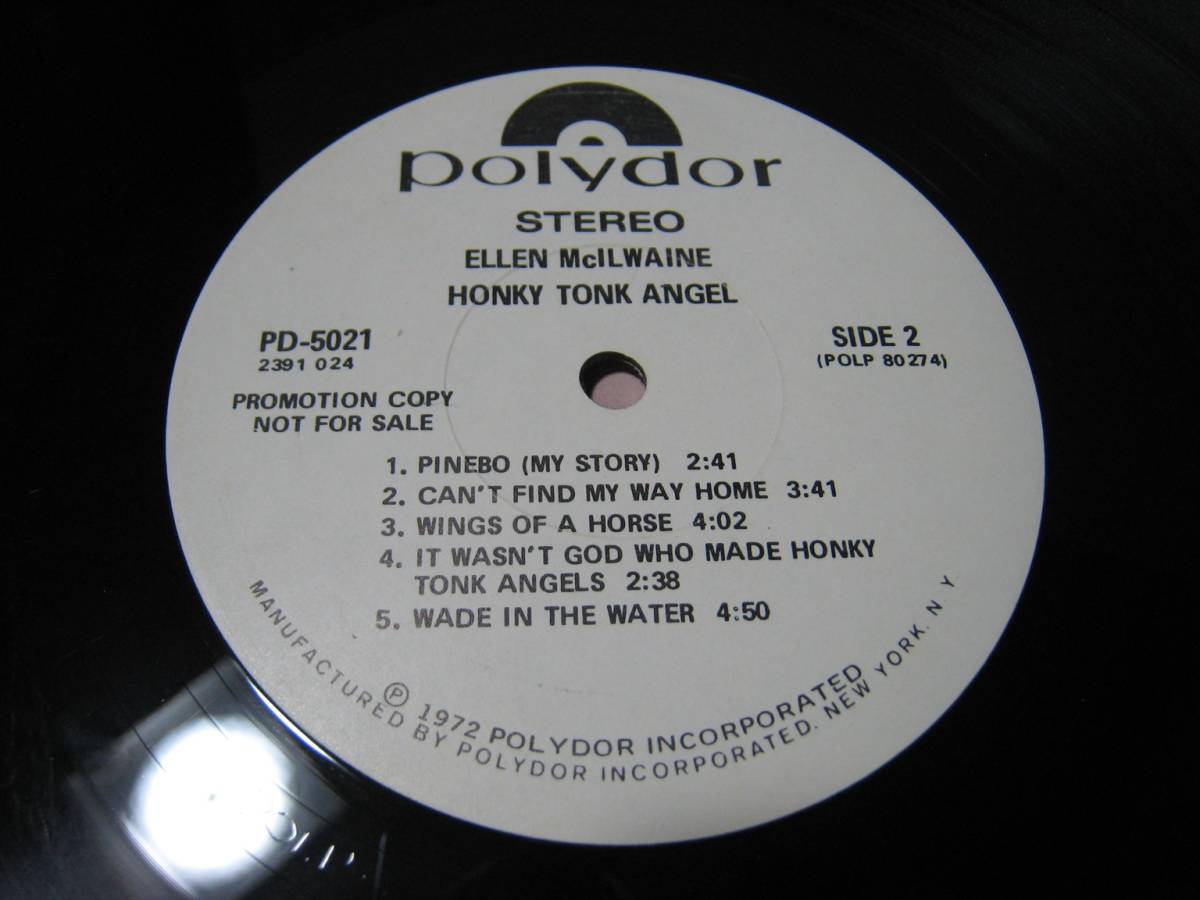 polydor
STEREO
ELLEN McILWAINE
HONKY TONK ANGEL
PD-5021
2391 024
SIDE 2
(POLP 80274)
PROMOTION COPY
NOT FOR SALE
1. PINEBO (MY STORY) 2:41
2. CAN'T FIND MY WAY HOME 3:41
3. WINGS OF A HORSE 4:02
4. IT WASN'T GOD WHO MADE HONKY
TONK ANGELS 2:38
5. WADE IN THE WATER 4:50
℗ 1972 POLYDOR INCORPORATED
MANUFACTURED BY POLYDOR INCORPORATED. NEW YORK. N.Y.